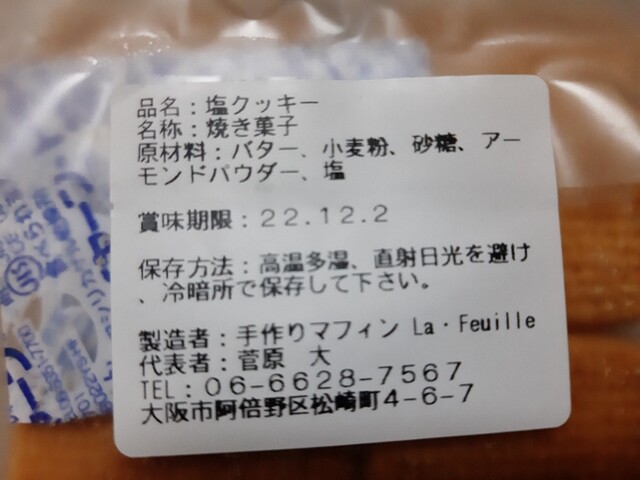 品名：塩クッキー
名称：焼き菓子
原材料：バター、小麦粉、砂糖、アー
モンドパウダー、塩
賞味期限：22.12.2
保存方法：高温多湿、直射日光を避け
、冷暗所で保存して下さい。
製造者：手作りマフィン La・Feuille
代表者：菅原　大
TEL：06-6628-7567
大阪市阿倍野区松崎町4-6-7